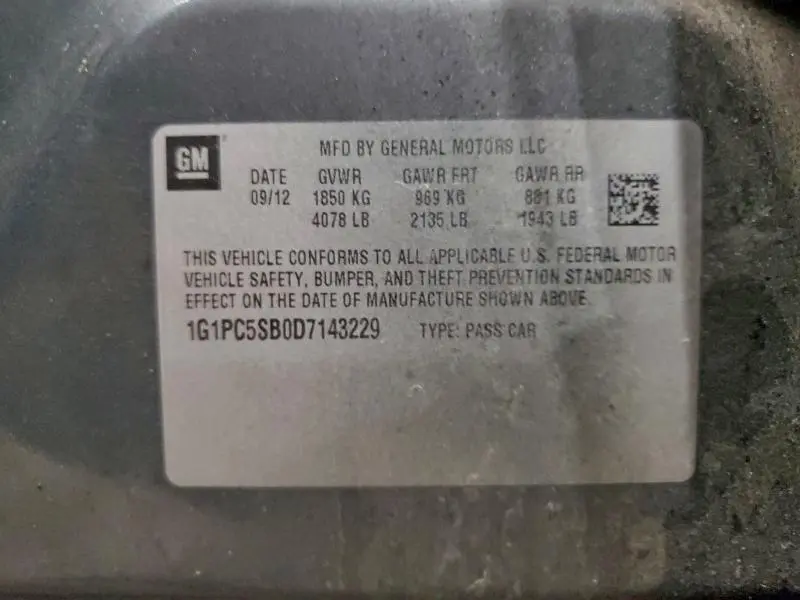 GM
MFD BY GENERAL MOTORS LLC
DATE GVWR GAWR FRT GAWR RR
09/12 1850 KG 969 KG 881 KG
4078 LB 2135 LB 1943 LB
THIS VEHICLE CONFORMS TO ALL APPLICABLE U.S. FEDERAL MOTOR
VEHICLE SAFETY, BUMPER, AND THEFT PREVENTION STANDARDS IN
EFFECT ON THE DATE OF MANUFACTURE SHOWN ABOVE.
1G1PC5SB0D7143229 TYPE: PASS CAR